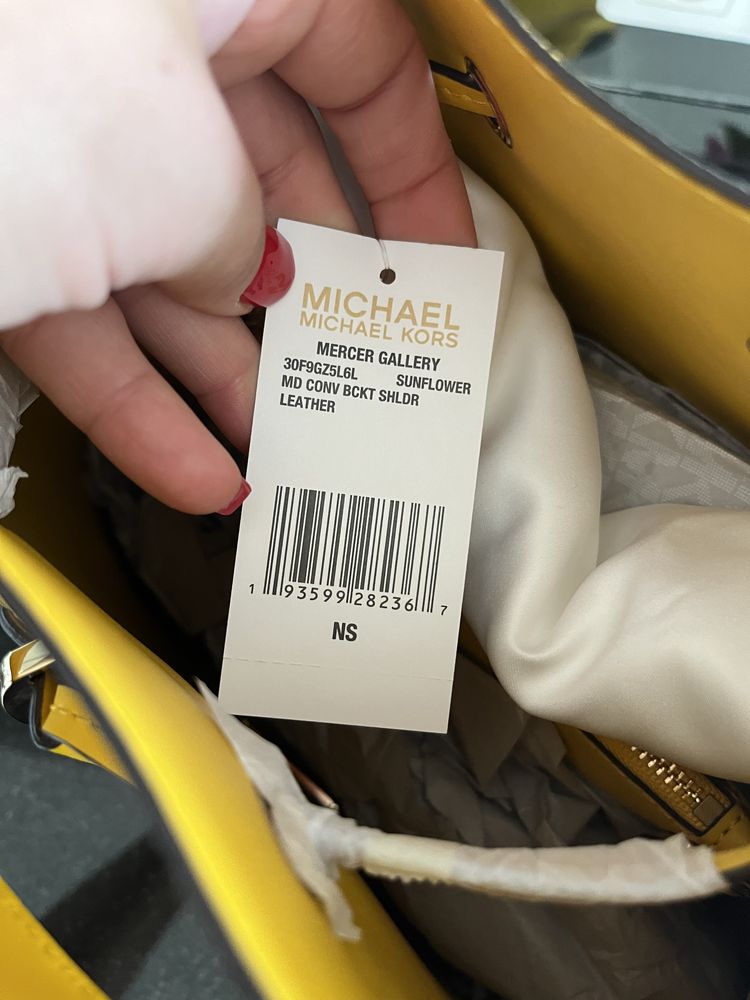 MICHAEL
MICHAEL KORS
MERCER GALLERY
30F9GZ5L6L SUNFLOWER
MD CONV BCKT SHLDR
LEATHER
1 93599 28236 7
NS